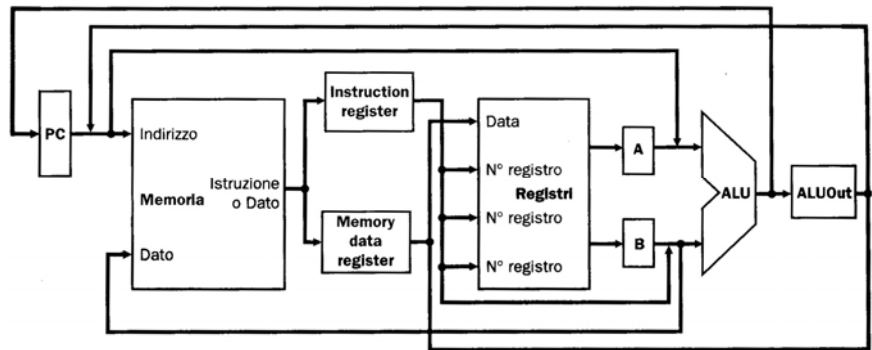 PC
Indirizzo
Memoria
Istruzione
o Dato
Dato
Instruction
register
Memory
data
register
Data
N° registro
Registri
N° registro
N° registro
A
B
ALU
ALUOut